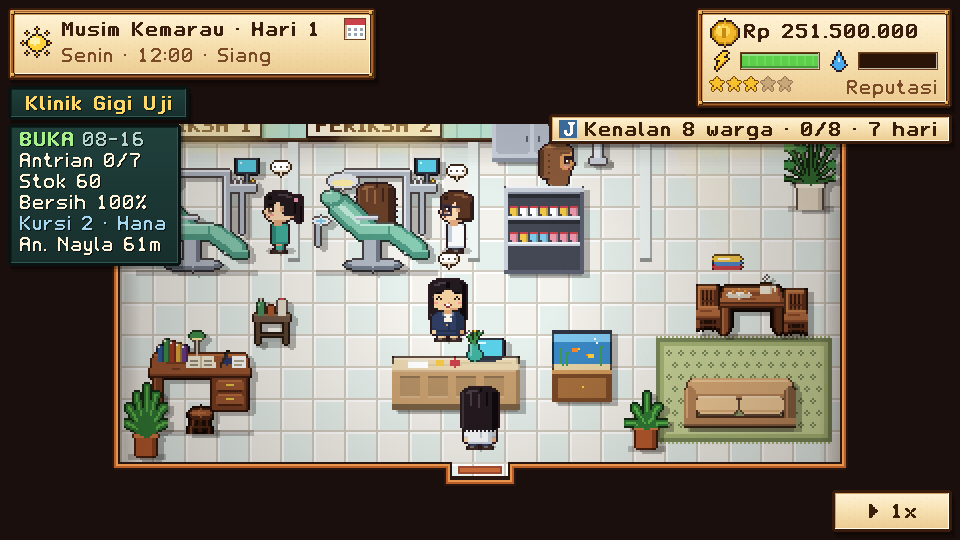 Musim Kemarau · Hari 1
Senin · 12:00 · Siang
Rp 251.500.000
Reputasi
Klinik Gigi Uji
J Kenalan 8 warga · 0/8 · 7 hari
BUKA 08-16
Antrian 0/7
Stok 60
Bersih 100%
Kursi 2 · Hana
An. Nayla 61m
PERIKSA 2
1x